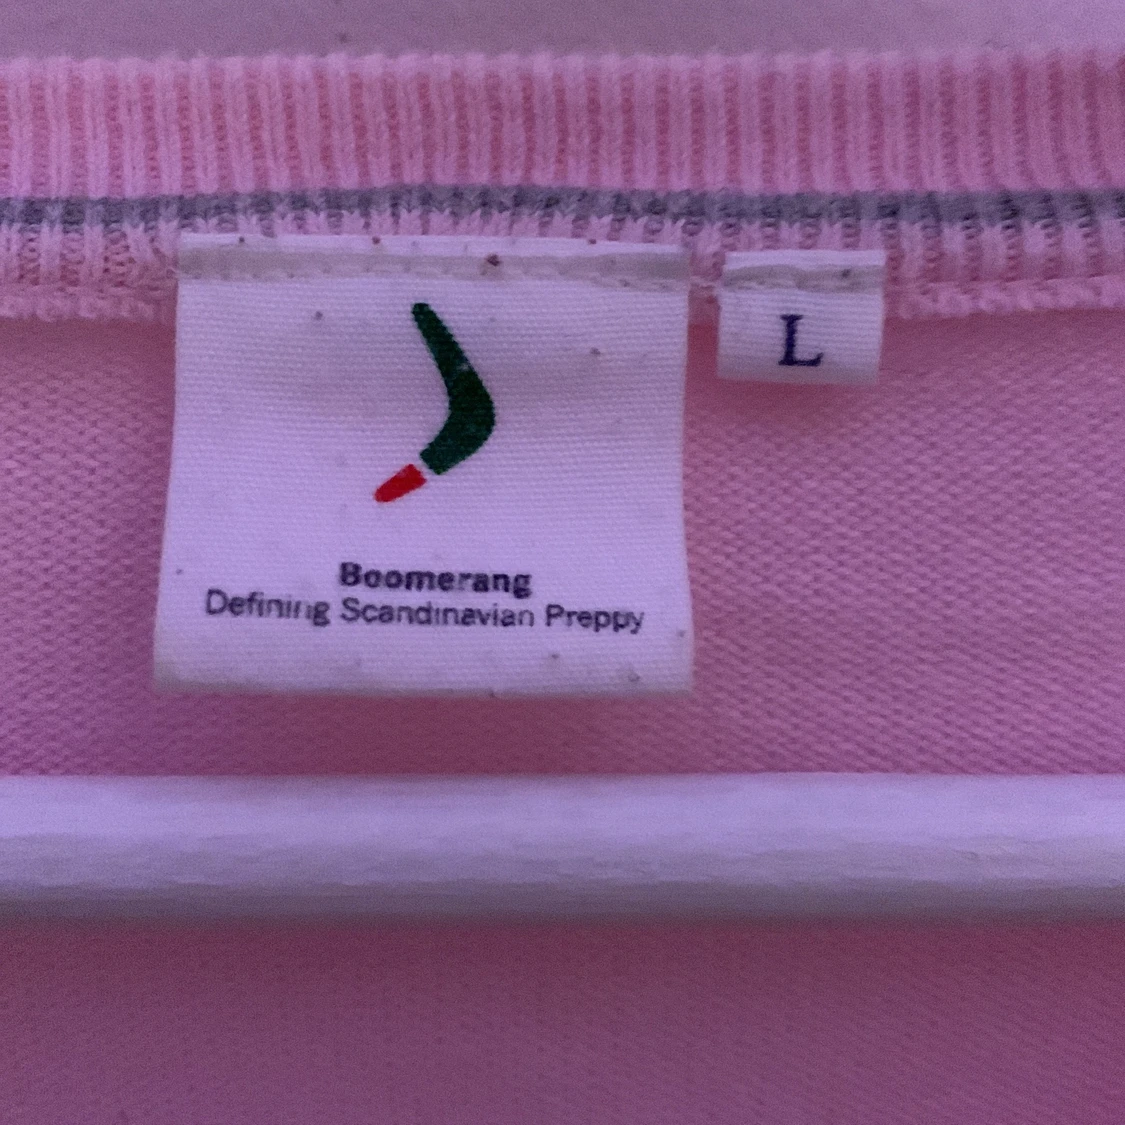 L
Boomerang
Defining Scandinavian Preppy